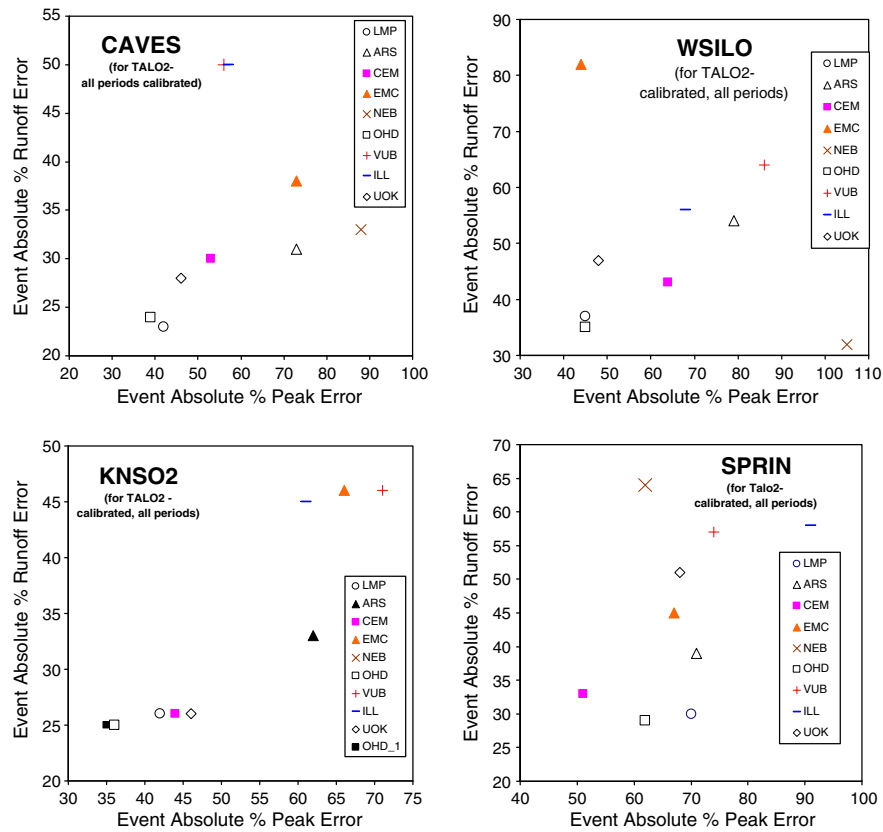 CAVES
(for TALO2-
all periods calibrated)
Event Absolute % Runoff Error
55
50
45
40
35
30
25
20
20 30 40 50 60 70 80 90 100
Event Absolute % Peak Error
LMP
ARS
CEM
EMC
NEB
OHD
VUB
ILL
UOK
WSILO
(for TALO2-
calibrated, all periods)
Event Absolute % Runoff Error
90
80
70
60
50
40
30
30 40 50 60 70 80 90 100 110
Event Absolute % Peak Error
LMP
ARS
CEM
EMC
NEB
OHD
VUB
ILL
UOK
KNSO2
(for TALO2 -
calibrated, all periods)
Event Absolute % Runoff Error
50
45
40
35
30
25
20
30 35 40 45 50 55 60 65 70 75
Event Absolute % Peak Error
LMP
ARS
CEM
EMC
NEB
OHD
VUB
ILL
UOK
OHD_1
SPRIN
(for Talo2-
calibrated, all periods)
Event Absolute % Runoff Error
70
65
60
55
50
45
40
35
30
25
20
40 50 60 70 80 90 100
Event Absolute % Peak Error
LMP
ARS
CEM
EMC
NEB
OHD
VUB
ILL
UOK